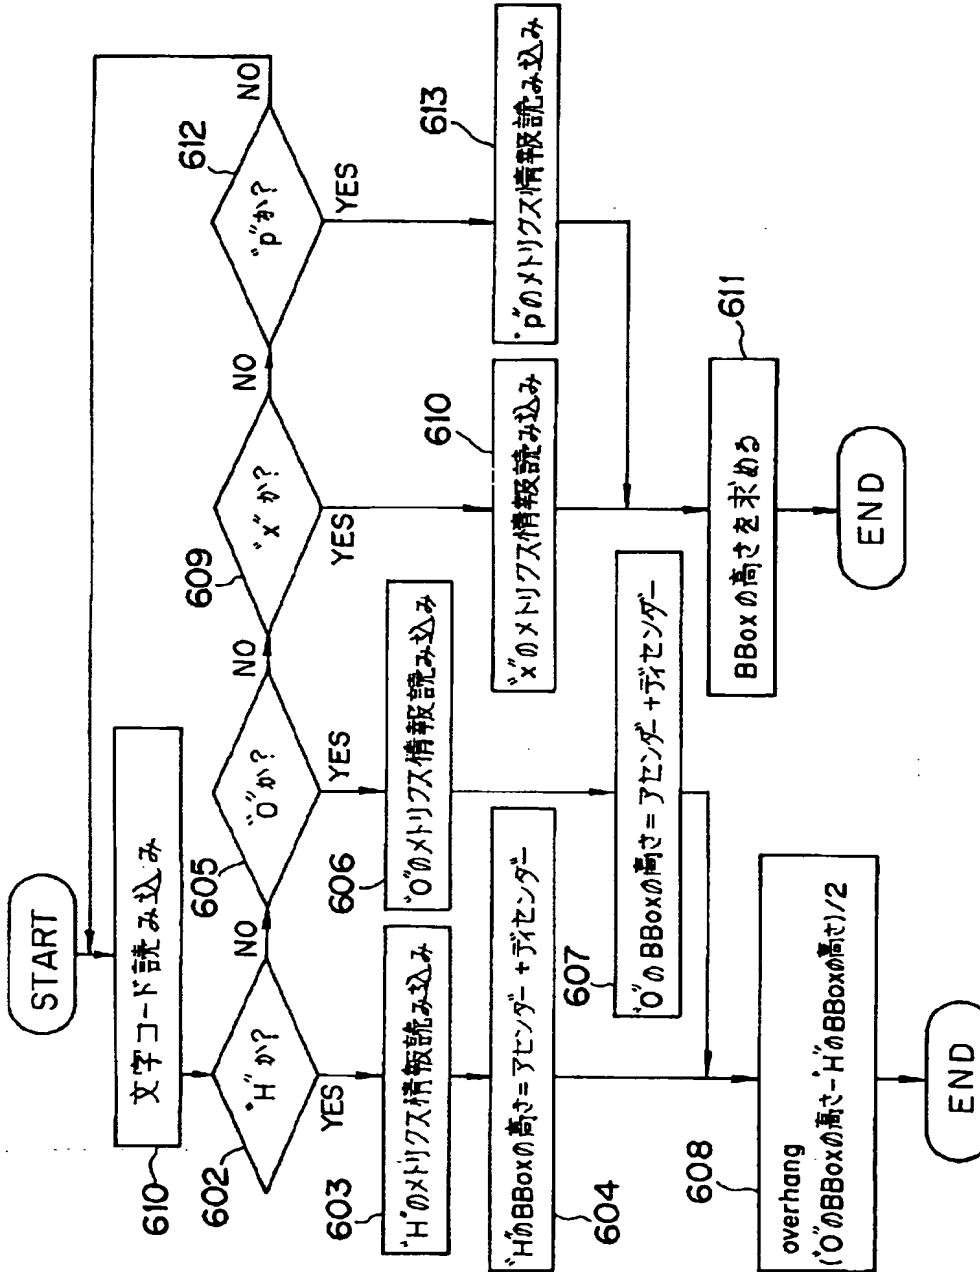 START
文字コード読み込み
610
"H"か?
602
YES
NO
"H"のメトリクス情報読み込み
603
"H"のBBoxの高さ=アセンダー+ディセンダー
604
"O"か?
605
YES
NO
"O"のメトリクス情報読み込み
606
"O"のBBoxの高さ=アセンダー+ディセンダー
607
overhang
("O"のBBoxの高さ-"H"のBBoxの高さ)/2
608
END
"x"か?
609
YES
NO
"x"のメトリクス情報読み込み
610
"p"か?
612
YES
NO
"p"のメトリクス情報読み込み
613
BBoxの高さを求める
611
END